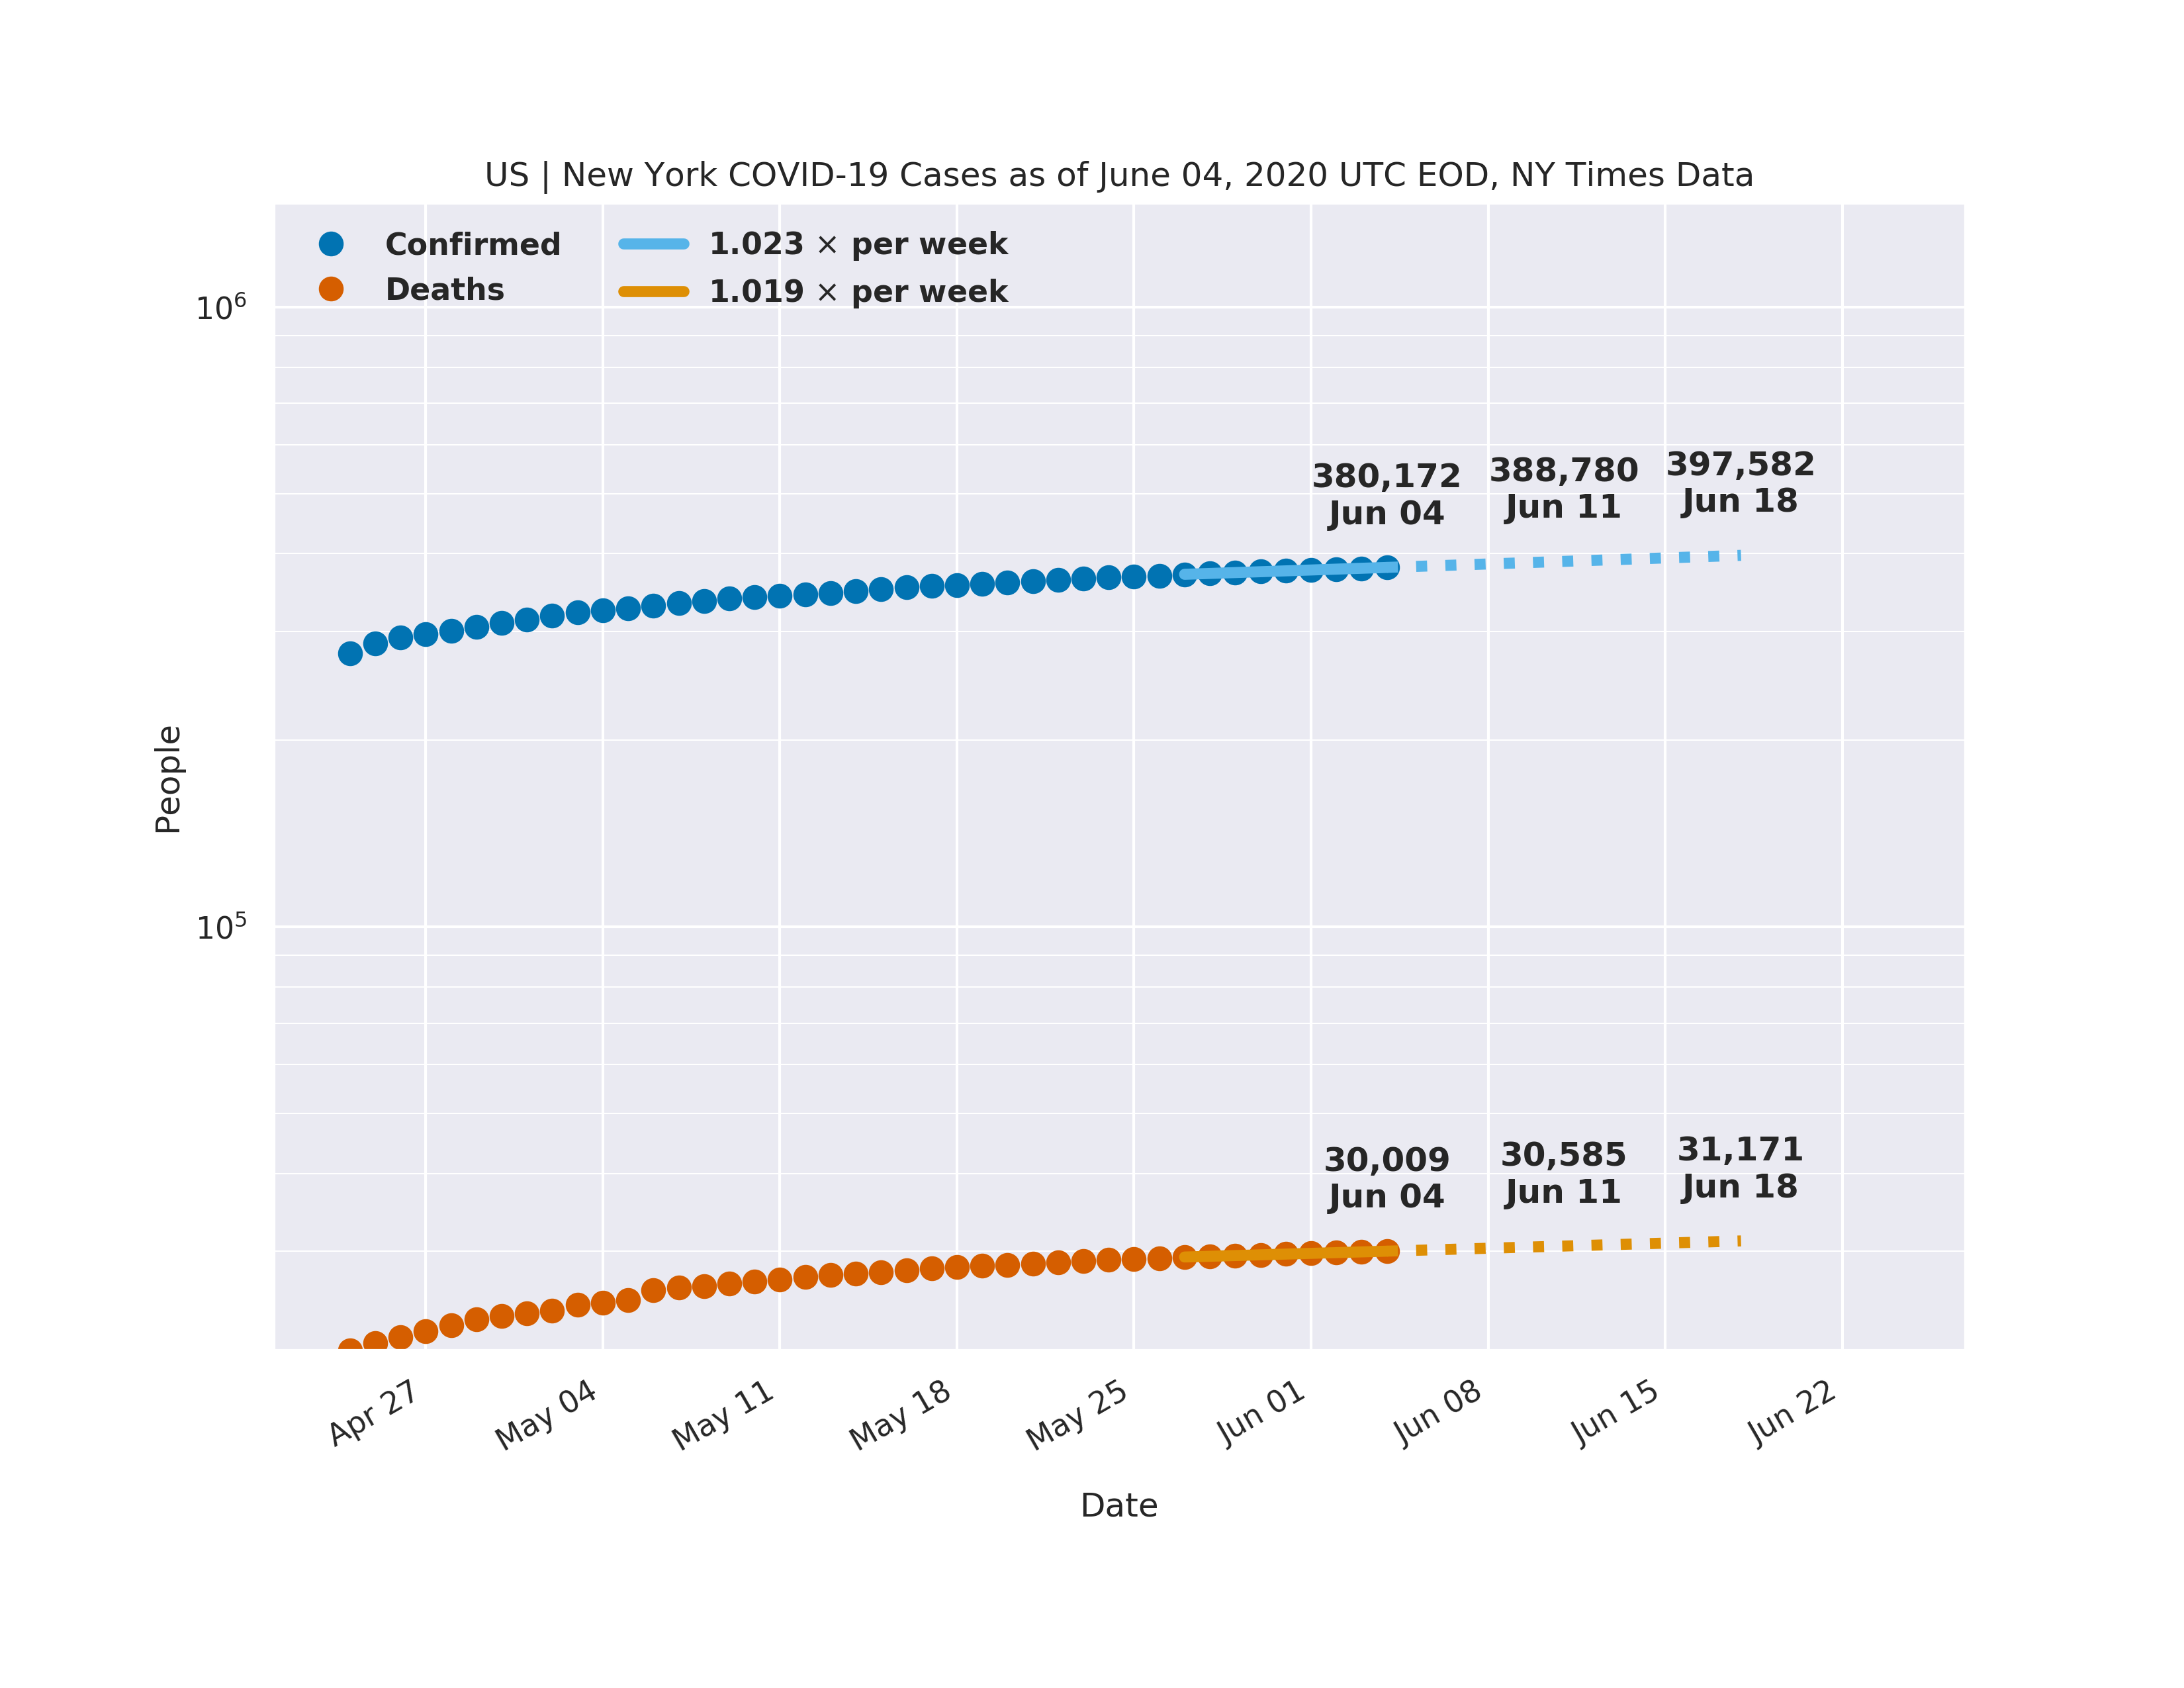 US | New York COVID-19 Cases as of June 04, 2020 UTC EOD, NY Times Data
Confirmed
Deaths
1.023 × per week
1.019 × per week
10⁶
10⁵
People
380,172
Jun 04
388,780
Jun 11
397,582
Jun 18
30,009
Jun 04
30,585
Jun 11
31,171
Jun 18
Apr 27
May 04
May 11
May 18
May 25
Jun 01
Jun 08
Jun 15
Jun 22
Date